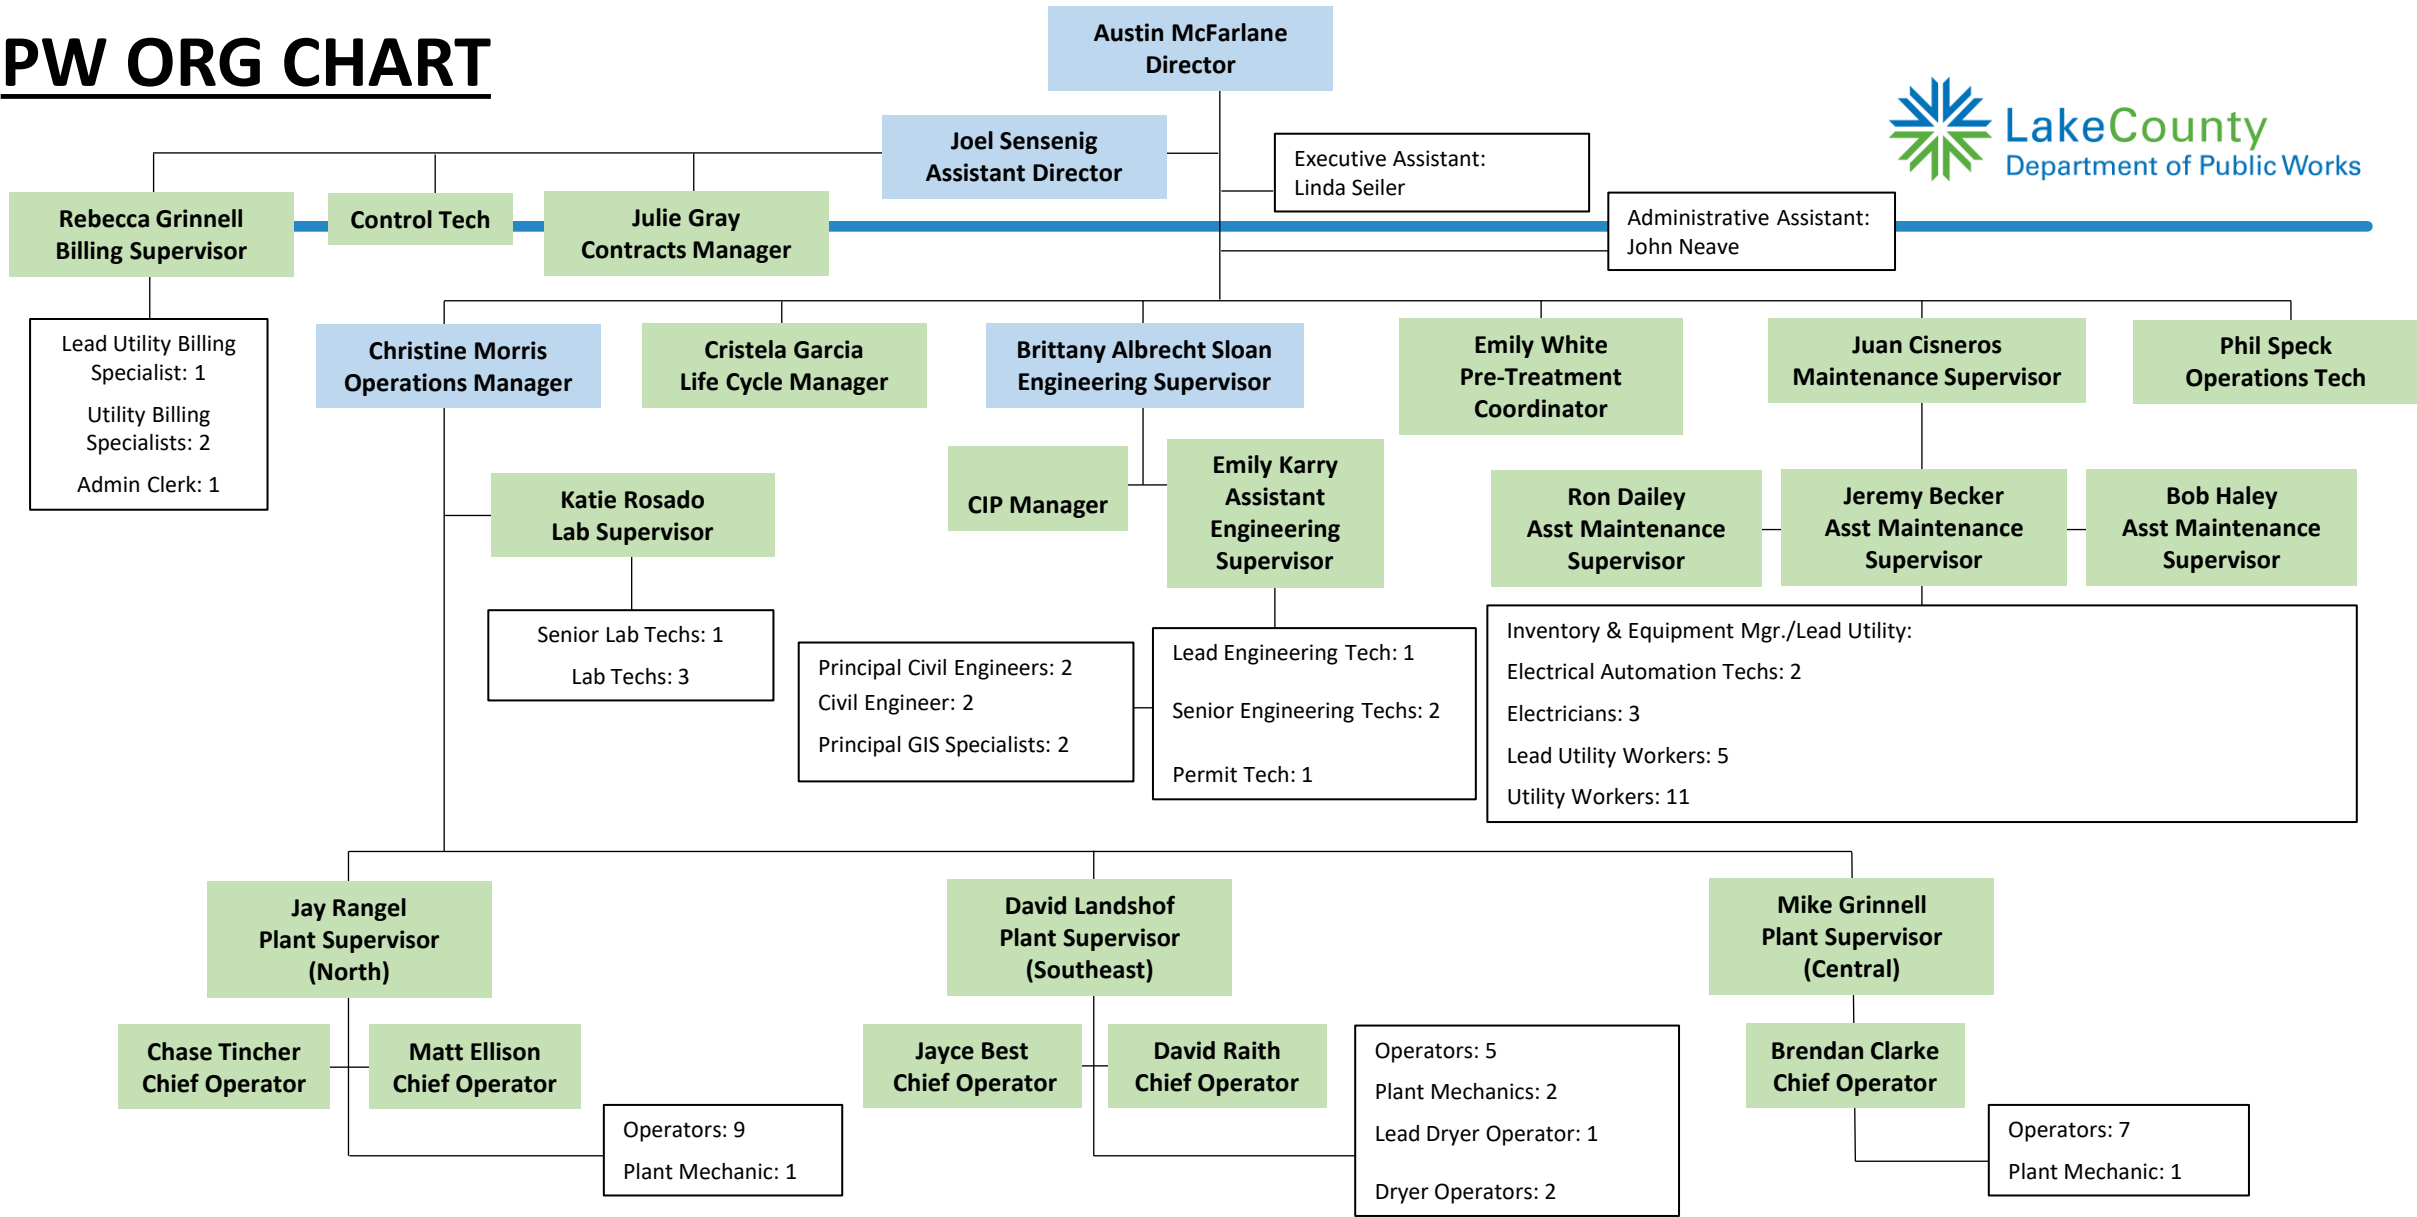 PW ORG CHART
Austin McFarlane
Director
LakeCounty
Department of Public Works
Joel Sensenig
Assistant Director
Executive Assistant:
Linda Seiler
Administrative Assistant:
John Neave
Rebecca Grinnell
Billing Supervisor
Control Tech
Julie Gray
Contracts Manager
Lead Utility Billing
Specialist: 1
Utility Billing
Specialists: 2
Admin Clerk: 1
Christine Morris
Operations Manager
Cristela Garcia
Life Cycle Manager
Brittany Albrecht Sloan
Engineering Supervisor
Emily White
Pre-Treatment
Coordinator
Juan Cisneros
Maintenance Supervisor
Phil Speck
Operations Tech
Katie Rosado
Lab Supervisor
CIP Manager
Emily Karry
Assistant
Engineering
Supervisor
Ron Dailey
Asst Maintenance
Supervisor
Jeremy Becker
Asst Maintenance
Supervisor
Bob Haley
Asst Maintenance
Supervisor
Senior Lab Techs: 1
Lab Techs: 3
Principal Civil Engineers: 2
Civil Engineer: 2
Principal GIS Specialists: 2
Lead Engineering Tech: 1
Senior Engineering Techs: 2
Permit Tech: 1
Inventory & Equipment Mgr./Lead Utility:
Electrical Automation Techs: 2
Electricians: 3
Lead Utility Workers: 5
Utility Workers: 11
Jay Rangel
Plant Supervisor
(North)
David Landshof
Plant Supervisor
(Southeast)
Mike Grinnell
Plant Supervisor
(Central)
Chase Tincher
Chief Operator
Matt Ellison
Chief Operator
Operators: 9
Plant Mechanic: 1
Jayce Best
Chief Operator
David Raith
Chief Operator
Operators: 5
Plant Mechanics: 2
Lead Dryer Operator: 1
Dryer Operators: 2
Brendan Clarke
Chief Operator
Operators: 7
Plant Mechanic: 1